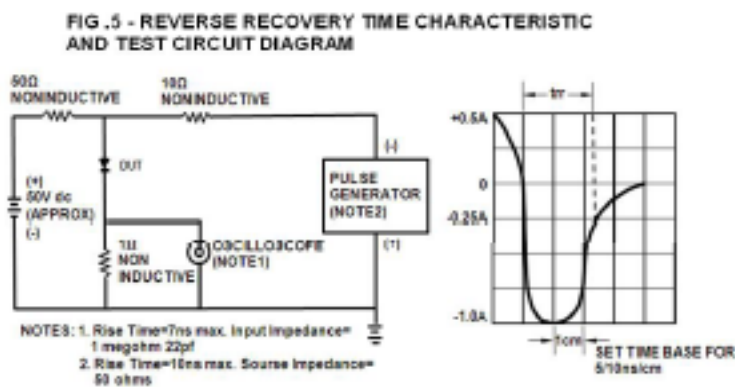 FIG .5 - REVERSE RECOVERY TIME CHARACTERISTIC
AND TEST CIRCUIT DIAGRAM
50Ω
NONINDUCTIVE
10Ω
NONINDUCTIVE
DUT
(+)
50V dc
(APPROX)
(-)
1Ω
NON
INDUCTIVE
OSCILLOSCOPE
(NOTE1)
(-)
PULSE
GENERATOR
(NOTE2)
(+)
NOTES: 1. Rise Time=7ns max. Input Impedance=
1 megohm 22pf
2. Rise Time=10ns max. Sourse Impedance=
50 ohms
trr
+0.5A
0
-0.25A
-1.0A
1cm
SET TIME BASE FOR
5/10ns/cm